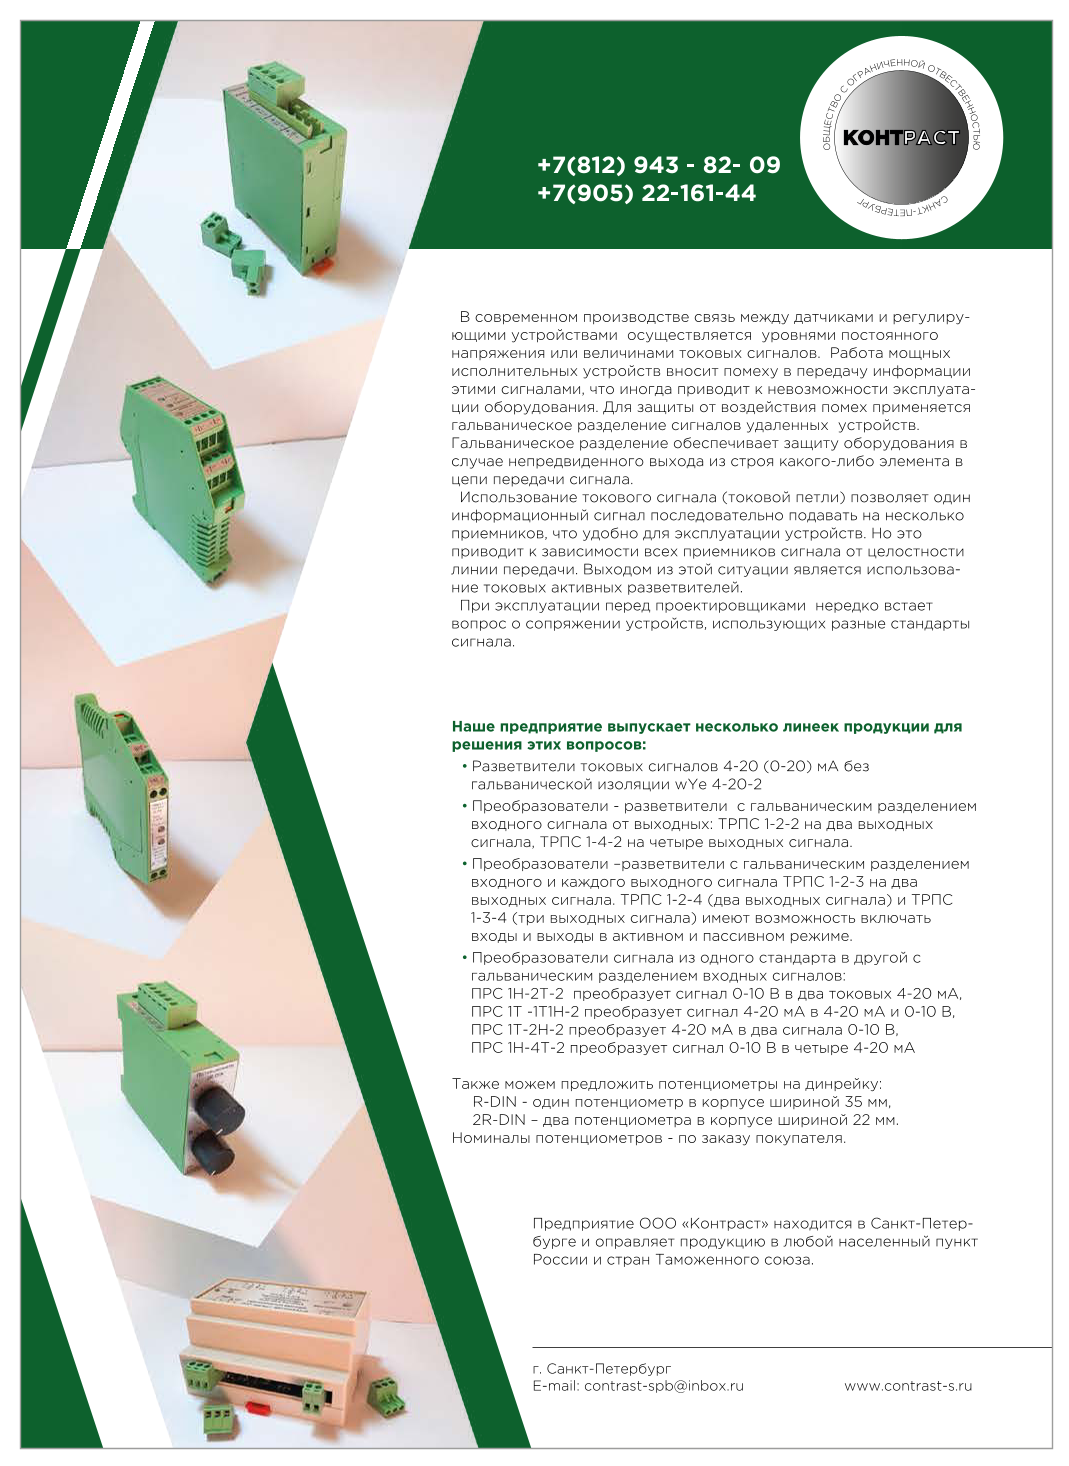 ОБЩЕСТВО С ОГРАНИЧЕННОЙ ОТВЕСТВЕННОСТЬЮ
КОНТРАСТ
САНКТ-ПЕТЕРБУРГ
+7(812) 943 - 82- 09
+7(905) 22-161-44
В современном производстве связь между датчиками и регулиру-
ющими устройствами осуществляется уровнями постоянного
напряжения или величинами токовых сигналов. Работа мощных
исполнительных устройств вносит помеху в передачу информации
этими сигналами, что иногда приводит к невозможности эксплуата-
ции оборудования. Для защиты от воздействия помех применяется
гальваническое разделение сигналов удаленных устройств.
Гальваническое разделение обеспечивает защиту оборудования в
случае непредвиденного выхода из строя какого-либо элемента в
цепи передачи сигнала.
Использование токового сигнала (токовой петли) позволяет один
информационный сигнал последовательно подавать на несколько
приемников, что удобно для эксплуатации устройств. Но это
приводит к зависимости всех приемников сигнала от целостности
линии передачи. Выходом из этой ситуации является использова-
ние токовых активных разветвителей.
При эксплуатации перед проектировщиками нередко встает
вопрос о сопряжении устройств, использующих разные стандарты
сигнала.
Наше предприятие выпускает несколько линеек продукции для
решения этих вопросов:
• Разветвители токовых сигналов 4-20 (0-20) мА без
гальванической изоляции wYe 4-20-2
• Преобразователи - разветвители с гальваническим разделением
входного сигнала от выходных: ТРПС 1-2-2 на два выходных
сигнала, ТРПС 1-4-2 на четыре выходных сигнала.
• Преобразователи –разветвители с гальваническим разделением
входного и каждого выходного сигнала ТРПС 1-2-3 на два
выходных сигнала. ТРПС 1-2-4 (два выходных сигнала) и ТРПС
1-3-4 (три выходных сигнала) имеют возможность включать
входы и выходы в активном и пассивном режиме.
• Преобразователи сигнала из одного стандарта в другой с
гальваническим разделением входных сигналов:
ПРС 1Н-2Т-2 преобразует сигнал 0-10 В в два токовых 4-20 мА,
ПРС 1Т -1Т1Н-2 преобразует сигнал 4-20 мА в 4-20 мА и 0-10 В,
ПРС 1Т-2Н-2 преобразует 4-20 мА в два сигнала 0-10 В,
ПРС 1Н-4Т-2 преобразует сигнал 0-10 В в четыре 4-20 мА
Также можем предложить потенциометры на динрейку:
R-DIN - один потенциометр в корпусе шириной 35 мм,
2R-DIN – два потенциометра в корпусе шириной 22 мм.
Номиналы потенциометров - по заказу покупателя.
Предприятие ООО «Контраст» находится в Санкт-Петер-
бурге и оправляет продукцию в любой населенный пункт
России и стран Таможенного союза.
г. Санкт-Петербург
E-mail: contrast-spb@inbox.ru www.contrast-s.ru